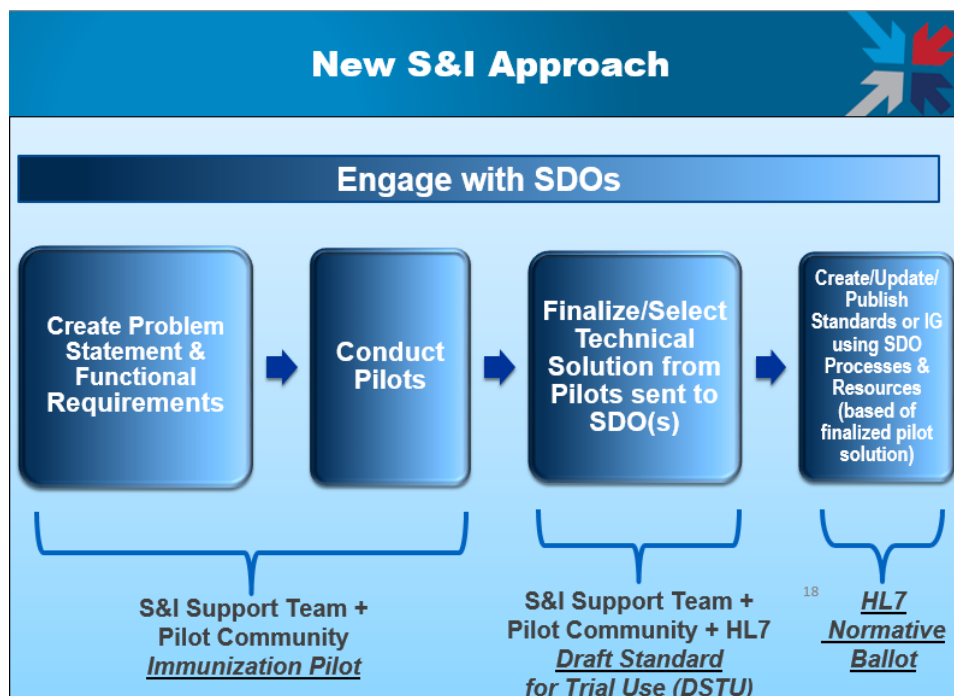 New S&I Approach
Engage with SDOs
Create Problem
Statement &
Functional
Requirements
Conduct
Pilots
Finalize/Select
Technical
Solution from
Pilots sent to
SDO(s)
Create/Update/
Publish
Standards or IG
using SDO
Processes &
Resources
(based of
finalized pilot
solution)
S&I Support Team +
Pilot Community
Immunization Pilot
S&I Support Team +
Pilot Community + HL7
Draft Standard
for Trial Use (DSTU)
18
HL7
Normative
Ballot